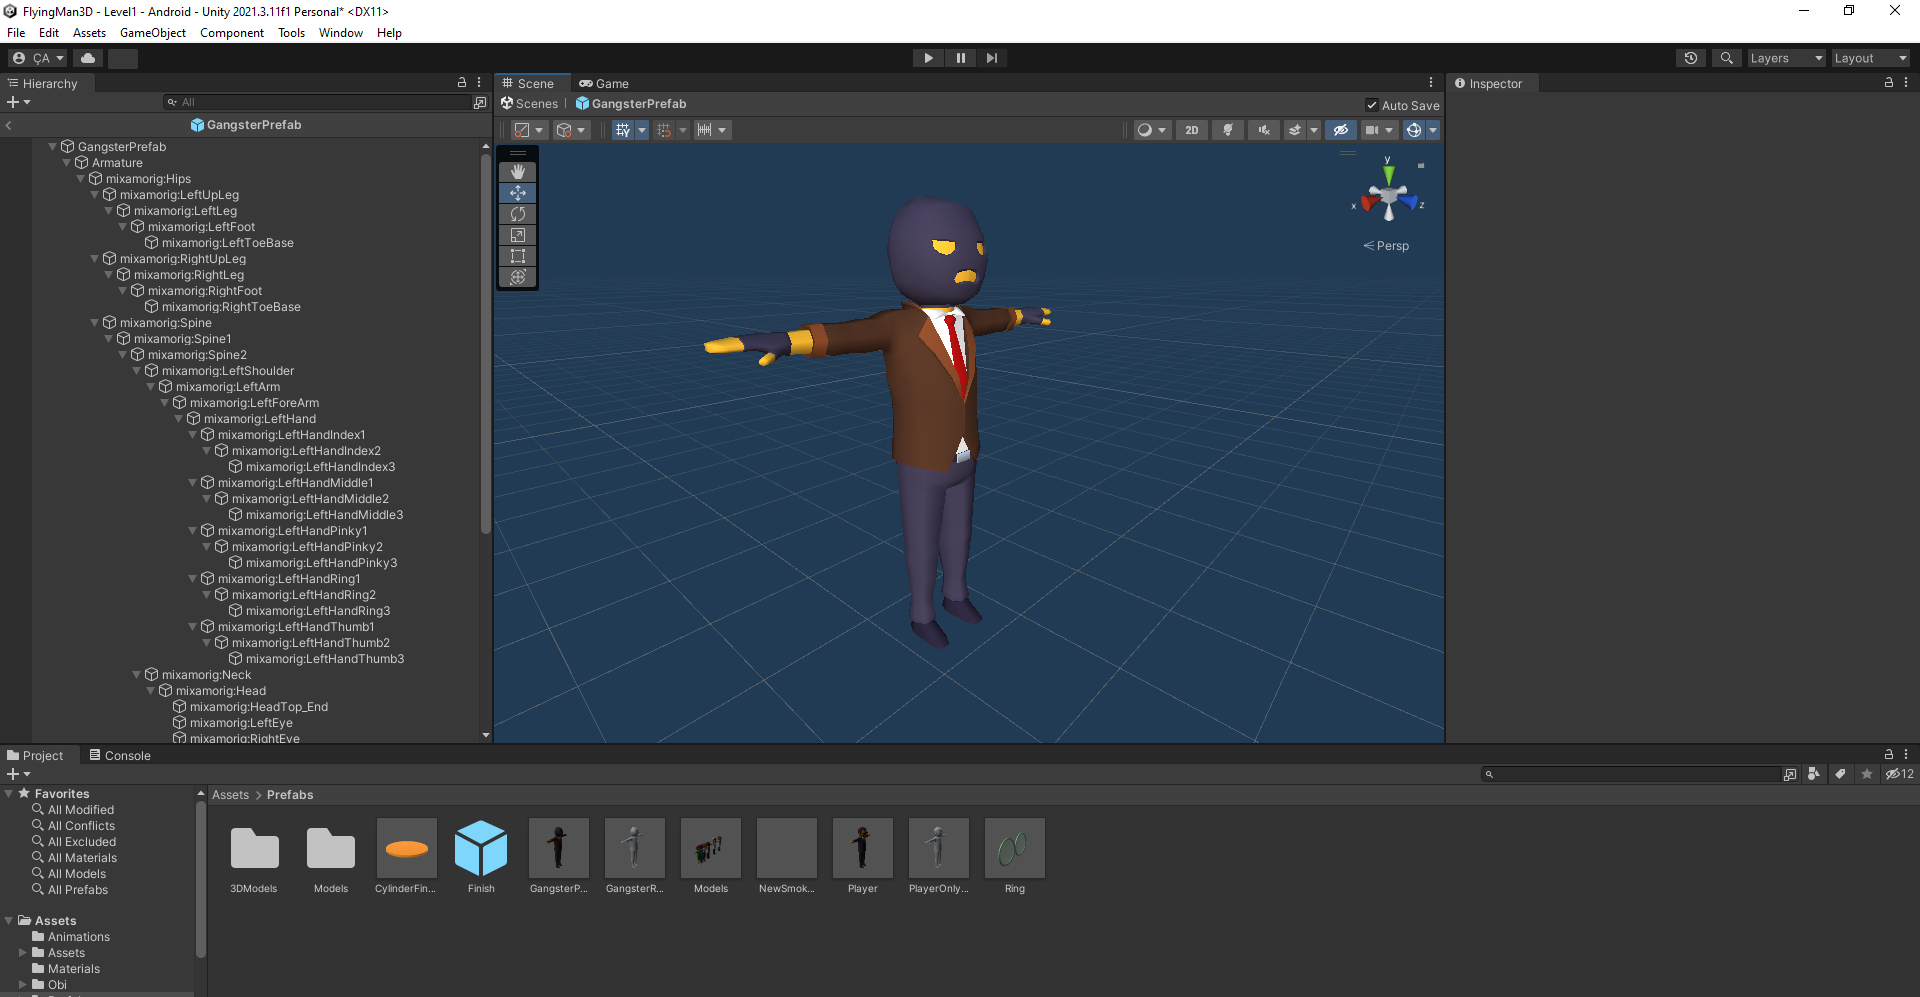 FlyingMan3D - Level1 - Android - Unity 2021.3.11f1 Personal* <DX11>
File Edit Assets GameObject Component Tools Window Help
ÇA
Layers
Layout
Hierarchy
All
GangsterPrefab
GangsterPrefab
Armature
mixamorig:Hips
mixamorig:LeftUpLeg
mixamorig:LeftLeg
mixamorig:LeftFoot
mixamorig:LeftToeBase
mixamorig:RightUpLeg
mixamorig:RightLeg
mixamorig:RightFoot
mixamorig:RightToeBase
mixamorig:Spine
mixamorig:Spine1
mixamorig:Spine2
mixamorig:LeftShoulder
mixamorig:LeftArm
mixamorig:LeftForeArm
mixamorig:LeftHand
mixamorig:LeftHandIndex1
mixamorig:LeftHandIndex2
mixamorig:LeftHandIndex3
mixamorig:LeftHandMiddle1
mixamorig:LeftHandMiddle2
mixamorig:LeftHandMiddle3
mixamorig:LeftHandPinky1
mixamorig:LeftHandPinky2
mixamorig:LeftHandPinky3
mixamorig:LeftHandRing1
mixamorig:LeftHandRing2
mixamorig:LeftHandRing3
mixamorig:LeftHandThumb1
mixamorig:LeftHandThumb2
mixamorig:LeftHandThumb3
mixamorig:Neck
mixamorig:Head
mixamorig:HeadTop_End
mixamorig:LeftEye
mixamorig:RightEye
Scene Game
Scenes | GangsterPrefab
Auto Save
2D
y
x z
Persp
Inspector
Project Console
12
Favorites
All Modified
All Conflicts
All Excluded
All Materials
All Models
All Prefabs
Assets
Animations
Assets
Materials
Obi
Assets > Prefabs
3DModels Models CylinderFin... Finish GangsterP... GangsterR... Models NewSmok... Player PlayerOnly... Ring